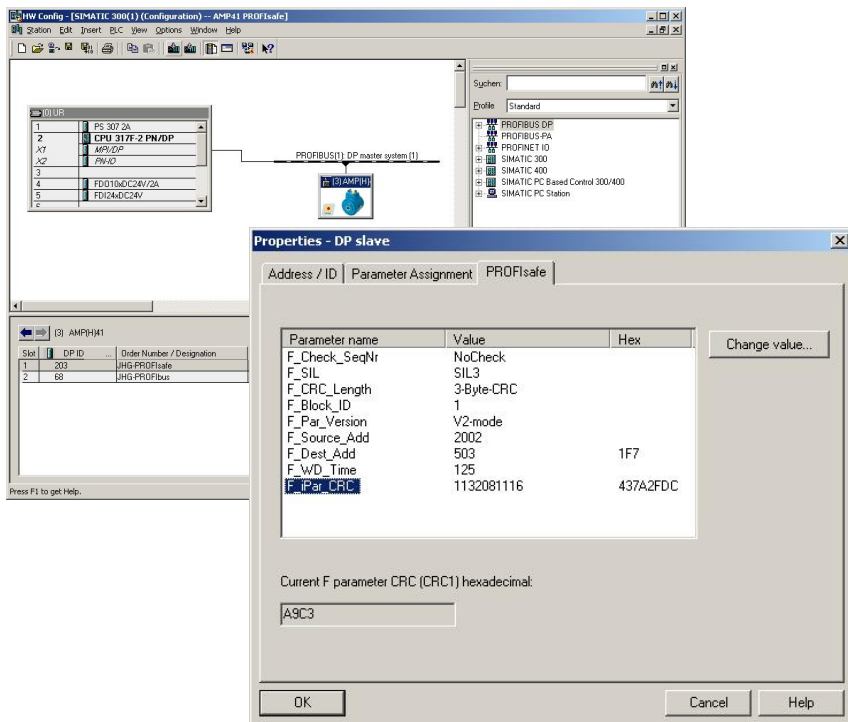 HW Config - [SIMATIC 300(1) (Configuration) -- AMP41 PROFIsafe]
Station Edit Insert PLC View Options Window Help
Suchen:
Profile Standard
PROFIBUS DP
PROFIBUS-PA
PROFINET IO
SIMATIC 300
SIMATIC 400
SIMATIC PC Based Control 300/400
SIMATIC PC Station
(0) UR
1 PS 307 2A
2 CPU 317F-2 PN/DP
X1 MPI/DP
X2 PN-IO
3
4 FDO10xDC24V/2A
5 FDI24xDC24V
PROFIBUS(1): DP master system (1)
(3) AMP(H)
(3) AMP(H)41
Slot DP ID ... Order Number / Designation
1 203 JHG-PROFIsafe
2 68 JHG-PROFIbus
Press F1 to get Help.
Properties - DP slave
Address / ID Parameter Assignment PROFIsafe
Parameter name Value Hex
F_Check_SeqNr NoCheck
F_SIL SIL3
F_CRC_Length 3-Byte-CRC
F_Block_ID 1
F_Par_Version V2-mode
F_Source_Add 2002
F_Dest_Add 503 1F7
F_WD_Time 125
F_iPar_CRC 1132081116 437A2FDC
Change value...
Current F parameter CRC (CRC1) hexadecimal:
A9C3
OK Cancel Help